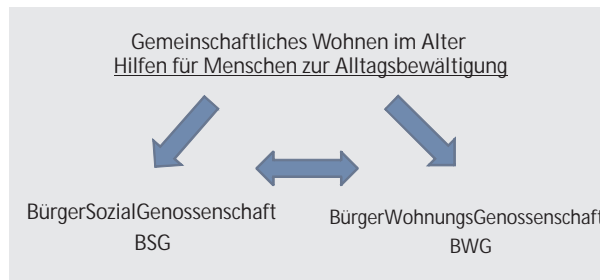 Gemeinschaftliches Wohnen im Alter
Hilfen für Menschen zur Alltagsbewältigung
BürgerSozialGenossenschaft
BSG
BürgerWohnungsGenossenschaft
BWG